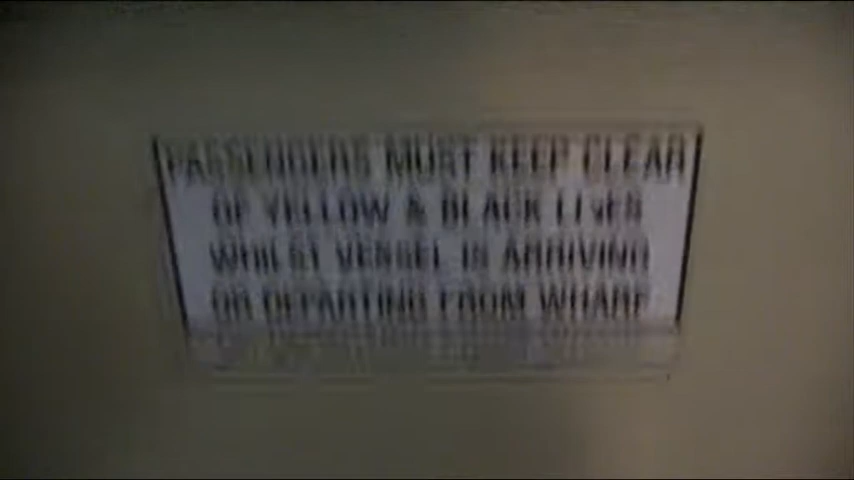 PASSENGERS MUST KEEP CLEAR
OF YELLOW & BLACK LINES
WHILST VESSEL IS ARRIVING
OR DEPARTING FROM WHARF